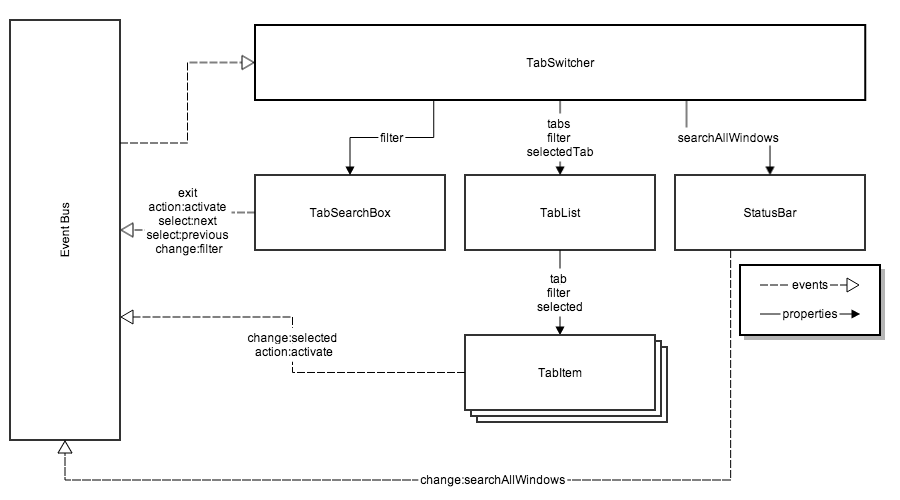 TabSwitcher
filter
tabs
filter
selectedTab
searchAllWindows
Event Bus
exit
action:activate
select:next
select:previous
change:filter
TabSearchBox
TabList
StatusBar
tab
filter
selected
events
properties
change:selected
action:activate
TabItem
change:searchAllWindows